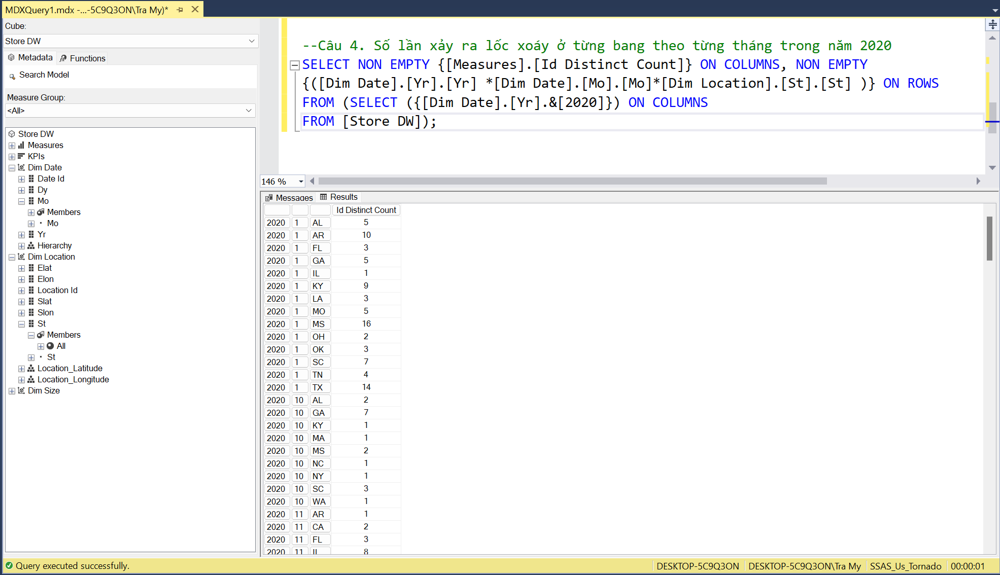 MDXQuery1.mdx -...-5C9Q3ON\Tra My)*
Cube:
Store DW
Metadata
Functions
Search Model
Measure Group:
<All>
Store DW
Measures
KPIs
Dim Date
Date Id
Dy
Mo
Members
Mo
Yr
Hierarchy
Dim Location
Elat
Elon
Location Id
Slat
Slon
St
Members
All
St
Location_Latitude
Location_Longitude
Dim Size
--Câu 4. Số lần xảy ra lốc xoáy ở từng bang theo từng tháng trong năm 2020
SELECT NON EMPTY {[Measures].[Id Distinct Count]} ON COLUMNS, NON EMPTY
{([Dim Date].[Yr].[Yr] *[Dim Date].[Mo].[Mo]*[Dim Location].[St].[St] )} ON ROWS
FROM (SELECT ({[Dim Date].[Yr].&[2020]}) ON COLUMNS
FROM [Store DW]);
146 %
Messages
Results
Id Distinct Count
2020 1 AL 5
2020 1 AR 10
2020 1 FL 3
2020 1 GA 5
2020 1 IL 1
2020 1 KY 9
2020 1 LA 3
2020 1 MO 5
2020 1 MS 16
2020 1 OH 2
2020 1 OK 3
2020 1 SC 7
2020 1 TN 4
2020 1 TX 14
2020 10 AL 2
2020 10 GA 7
2020 10 KY 1
2020 10 MA 1
2020 10 MS 2
2020 10 NC 1
2020 10 NY 1
2020 10 SC 3
2020 10 WA 1
2020 11 AR 1
2020 11 CA 2
2020 11 FL 3
2020 11 IL 8
Query executed successfully.
DESKTOP-5C9Q3ON
DESKTOP-5C9Q3ON\Tra My
SSAS_Us_Tornado
00:00:01